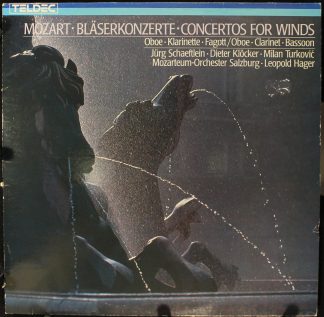 TELDEC
MOZART · BLÄSERKONZERTE · CONCERTOS FOR WINDS
Oboe · Klarinette · Fagott/Oboe · Clarinet · Bassoon
Jürg Schaeftlein · Dieter Klöcker · Milan Turković
Mozarteum-Orchester Salzburg · Leopold Hager